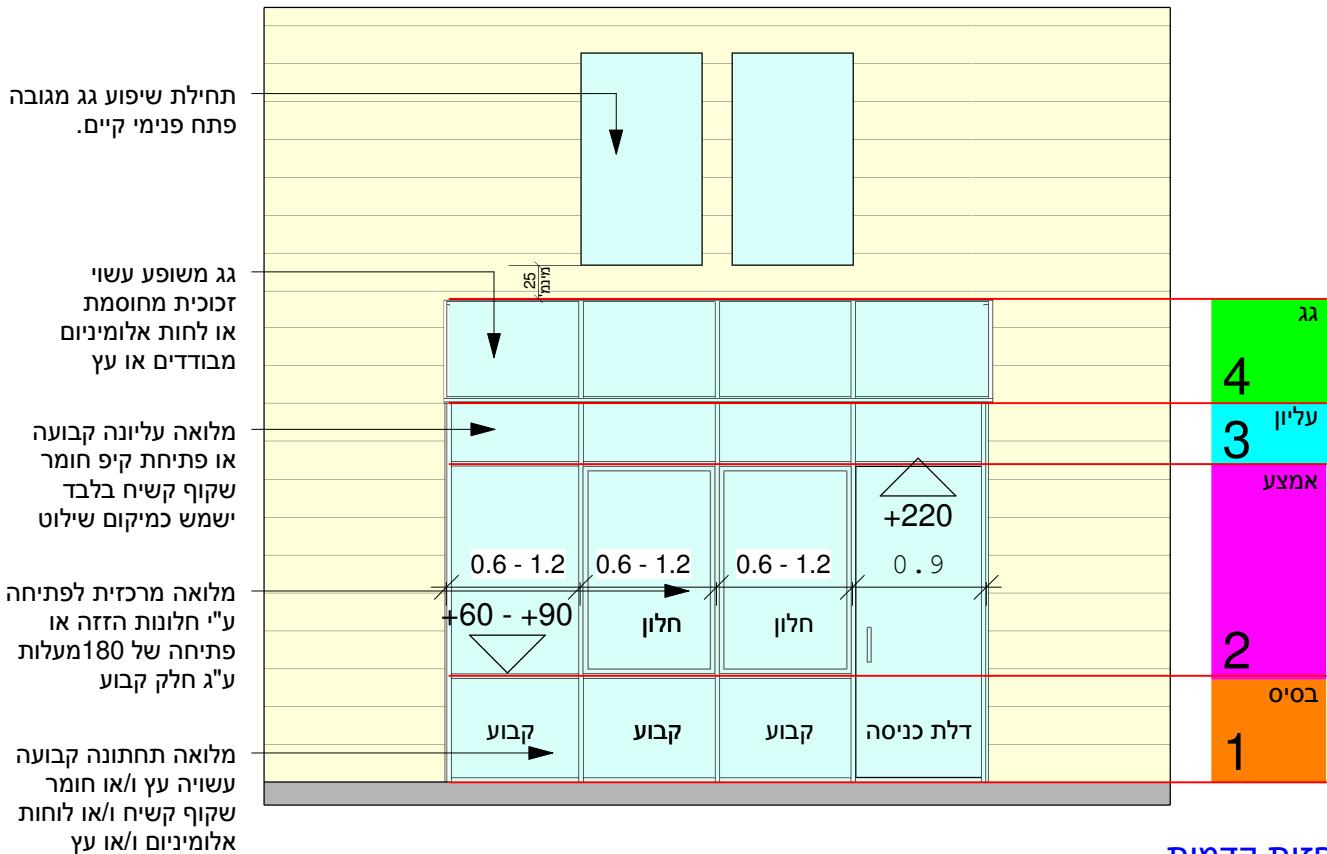 תחילת שיפוע גג מגובה
פתח פנימי קיים.
גג משופע עשוי
זכוכית מחוסמת
או לחות אלומיניום
מבודדים או עץ
מלואה עליונה קבועה
או פתיחת קיפ חומר
שקוף קשיח בלבד
ישמש כמיקום שילוט
מלואה מרכזית לפתיחה
ע"י חלונות הזזה או
פתיחה של 180מעלות
ע"ג חלק קבוע
מלואה תחתונה קבועה
עשויה עץ ו/או חומר
שקוף קשיח ו/או לוחות
אלומיניום ו/או עץ
25
מינמי
+220
0.6 - 1.2
0.6 - 1.2
0.6 - 1.2
0.9
+60 - +90
חלון
חלון
קבוע
קבוע
קבוע
דלת כניסה
גג
4
עליון
3
אמצע
2
בסיס
1